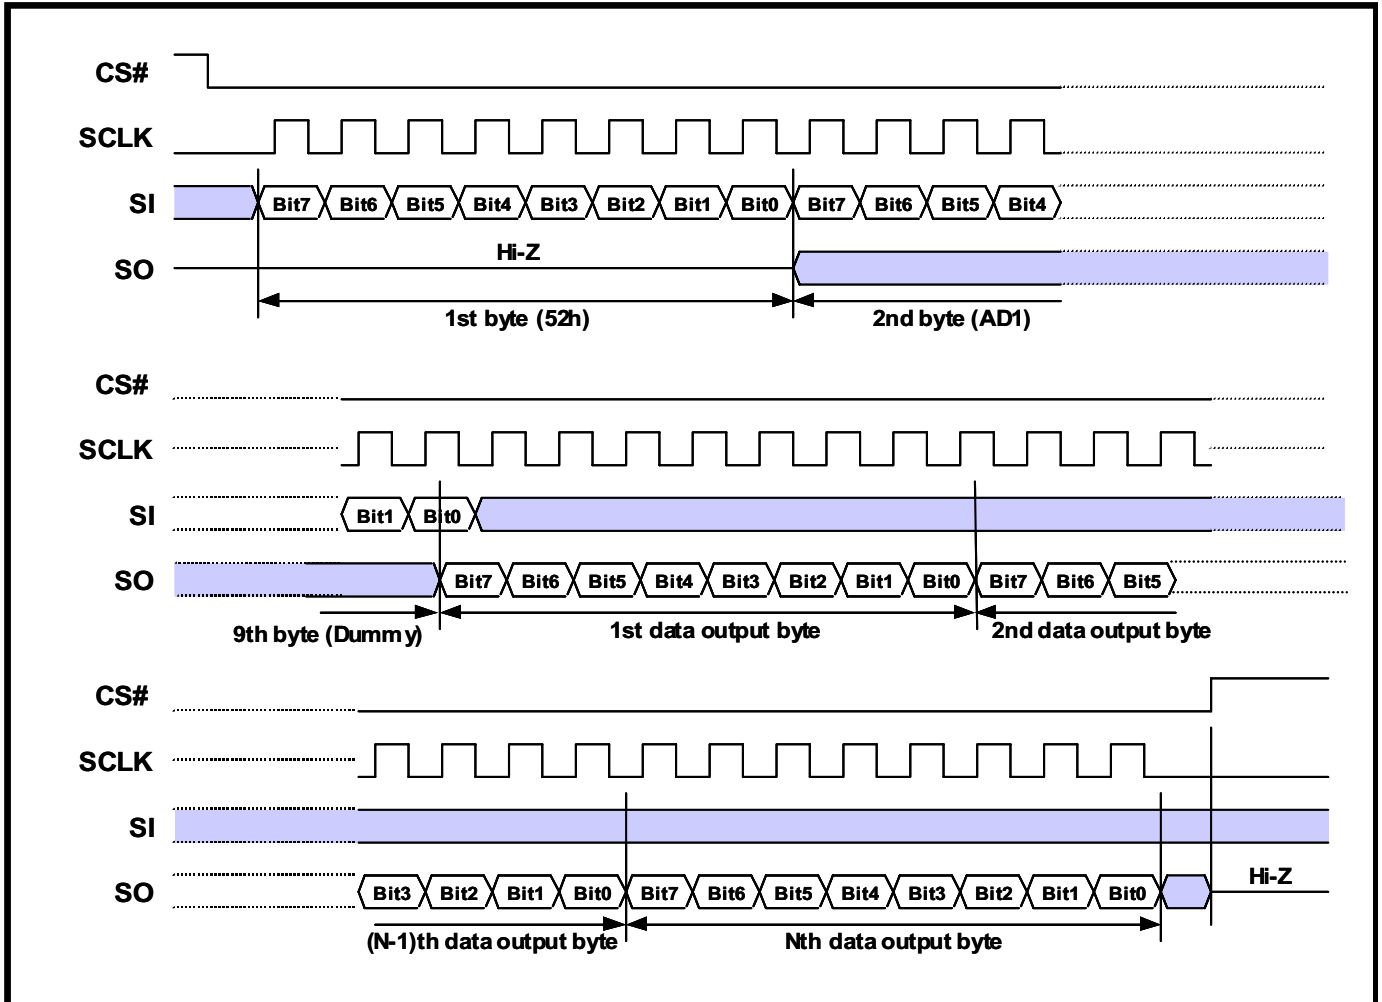 CS#
SCLK
SI Bit7 Bit6 Bit5 Bit4 Bit3 Bit2 Bit1 Bit0 Bit7 Bit6 Bit5 Bit4
Hi-Z
SO
1st byte (52h) 2nd byte (AD1)
CS#
SCLK
SI Bit1 Bit0
SO Bit7 Bit6 Bit5 Bit4 Bit3 Bit2 Bit1 Bit0 Bit7 Bit6 Bit5
9th byte (Dummy) 1st data output byte 2nd data output byte
CS#
SCLK
SI
SO Bit3 Bit2 Bit1 Bit0 Bit7 Bit6 Bit5 Bit4 Bit3 Bit2 Bit1 Bit0 Hi-Z
(N-1)th data output byte Nth data output byte